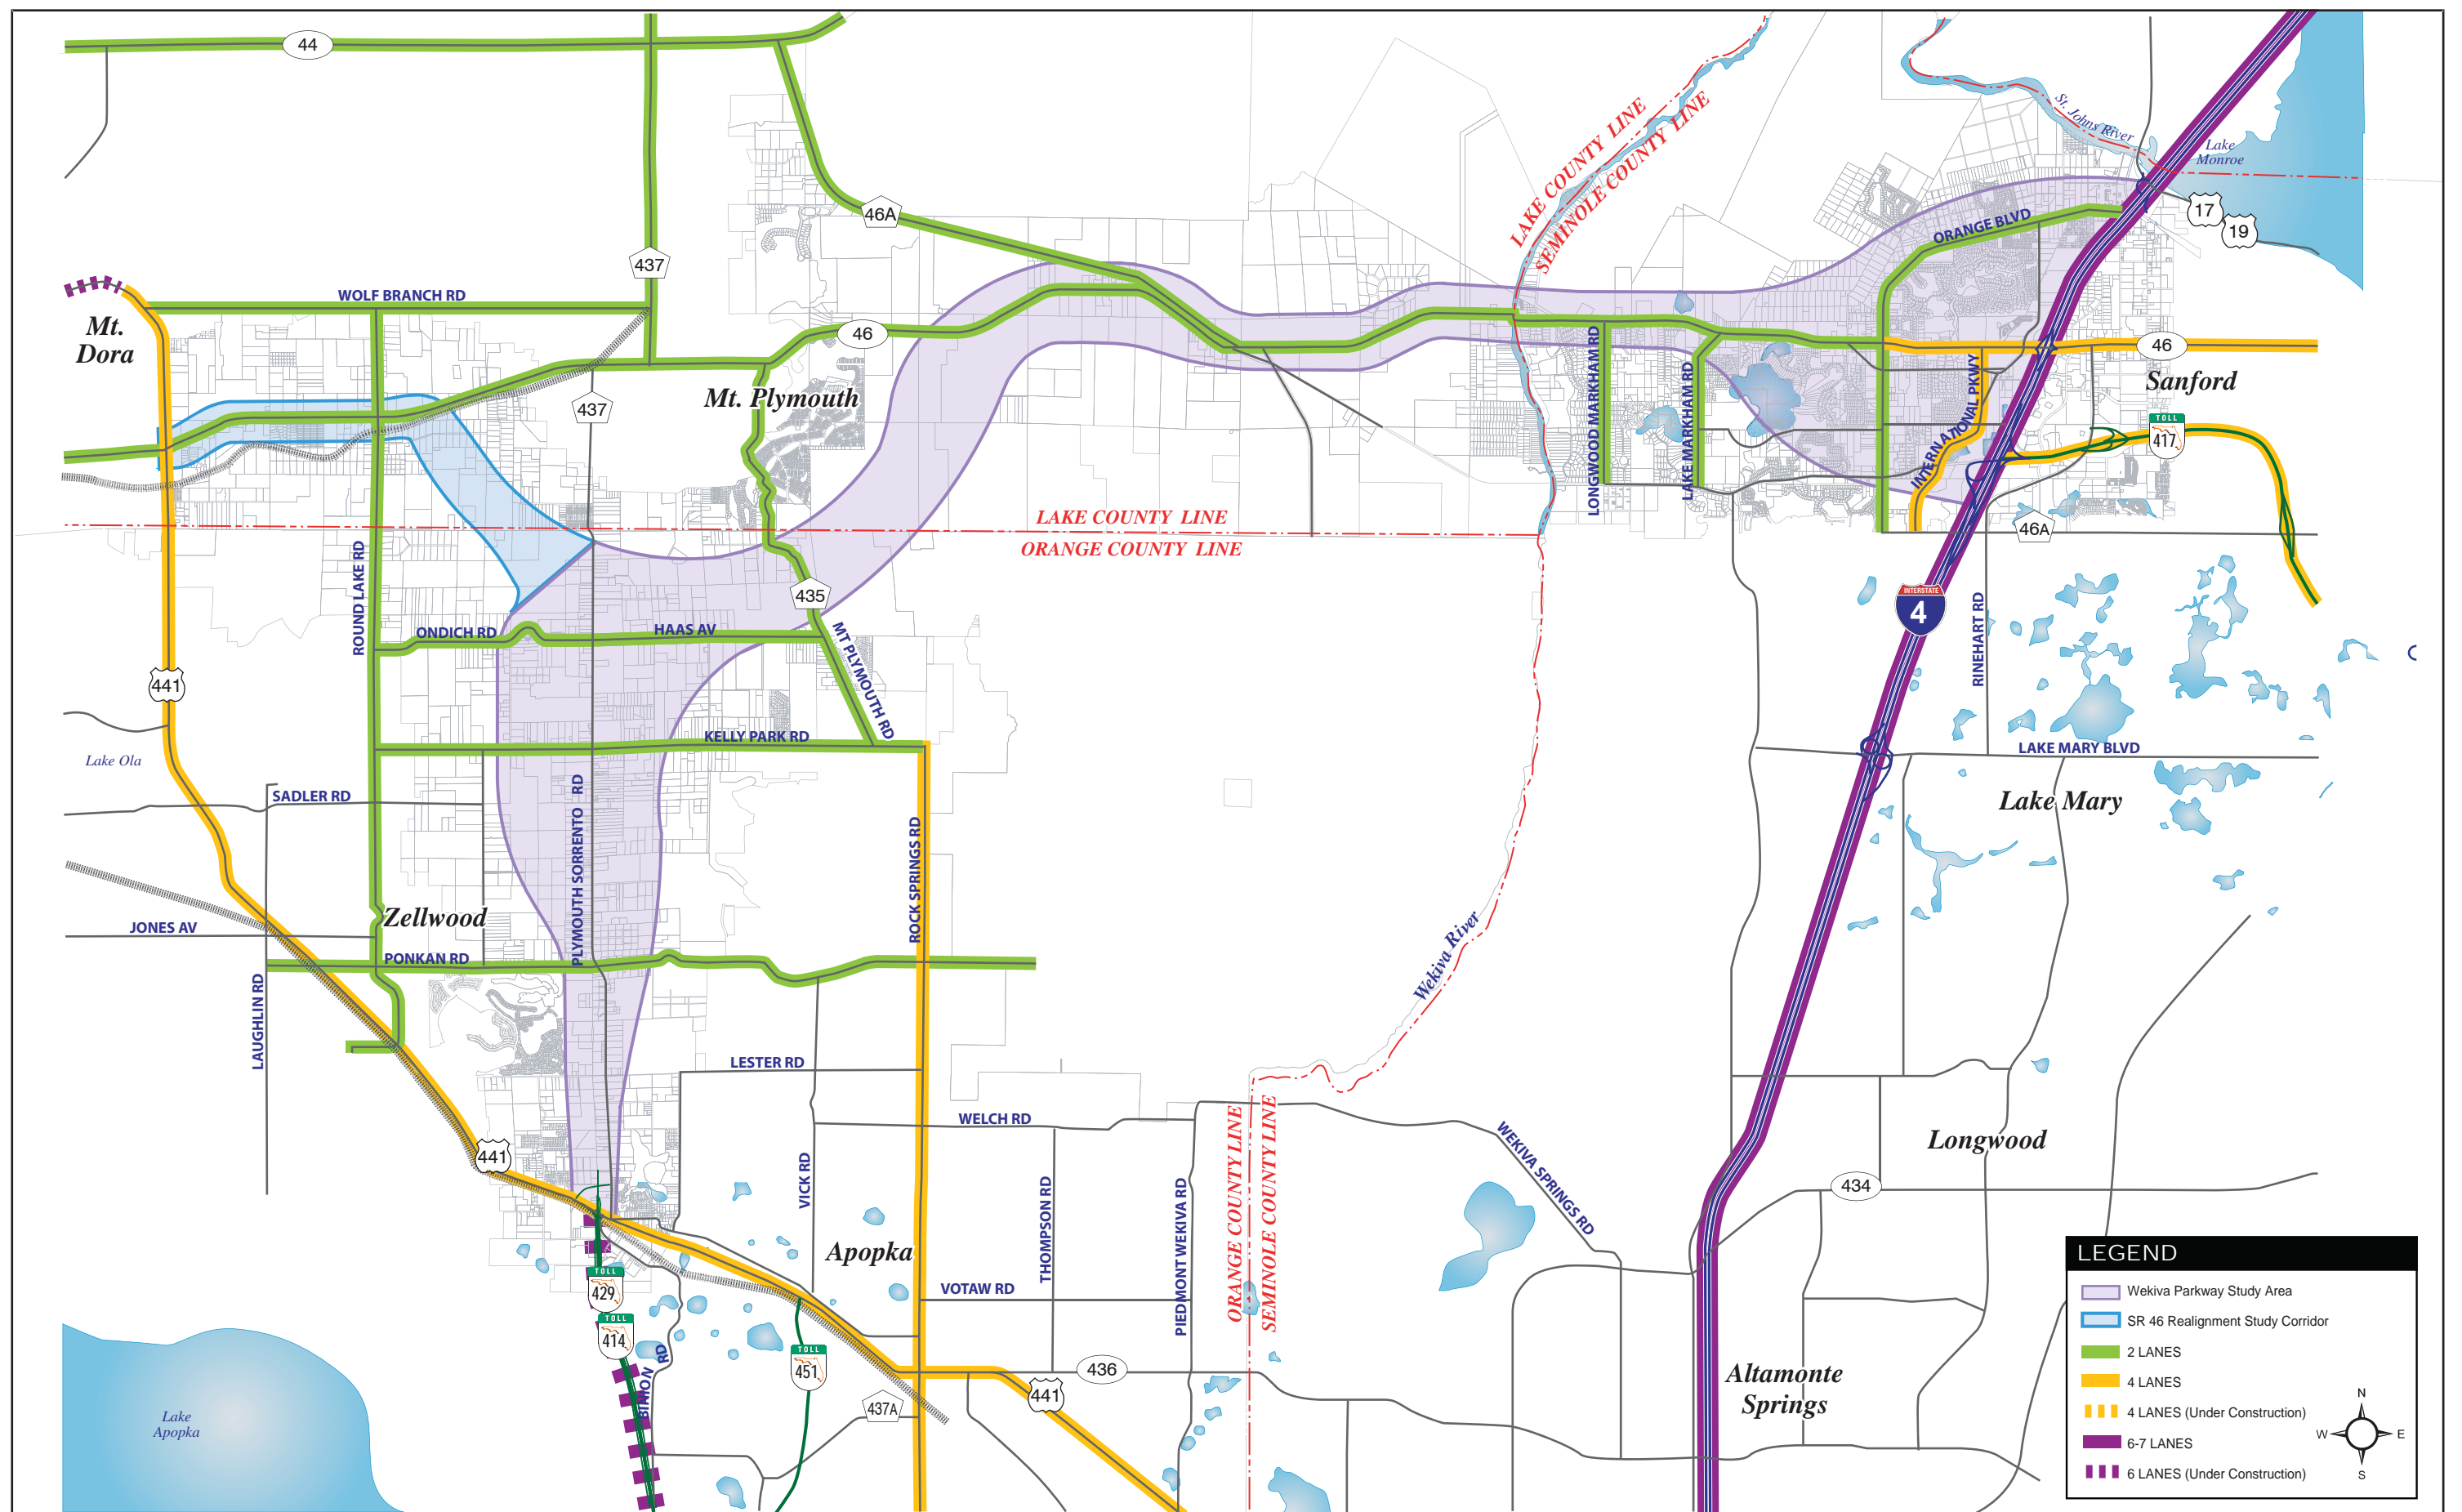 44
46A
437
WOLF BRANCH RD
Mt.
Dora
46
437
Mt. Plymouth
LAKE COUNTY LINE
SEMINOLE COUNTY LINE
St. Johns River
Lake
Monroe
17
19
ORANGE BLVD
46
Sanford
TOLL
417
INTERNATIONAL PKWY
LONGWOOD MARKHAM RD
LAKE MARKHAM RD
46A
LAKE COUNTY LINE
ORANGE COUNTY LINE
ROUND LAKE RD
435
ONDICH RD
HAAS AV
MT PLYMOUTH RD
INTERSTATE
4
RINEHART RD
C
441
KELLY PARK RD
LAKE MARY BLVD
Lake Ola
SADLER RD
Lake Mary
PLYMOUTH SORRENTO RD
ROCK SPRINGS RD
Zellwood
JONES AV
PONKAN RD
LAUGHLIN RD
Wekiva River
LESTER RD
WELCH RD
441
VICK RD
THOMPSON RD
PIEDMONT WEKIVA RD
ORANGE COUNTY LINE
SEMINOLE COUNTY LINE
WEKIVA SPRINGS RD
Longwood
434
Apopka
TOLL
429
TOLL
414
VOTAW RD
BINION RD
TOLL
451
436
441
437A
Altamonte
Springs
Lake
Apopka
LEGEND
Wekiva Parkway Study Area
SR 46 Realignment Study Corridor
2 LANES
4 LANES
4 LANES (Under Construction)
6-7 LANES
6 LANES (Under Construction)
N
W
E
S